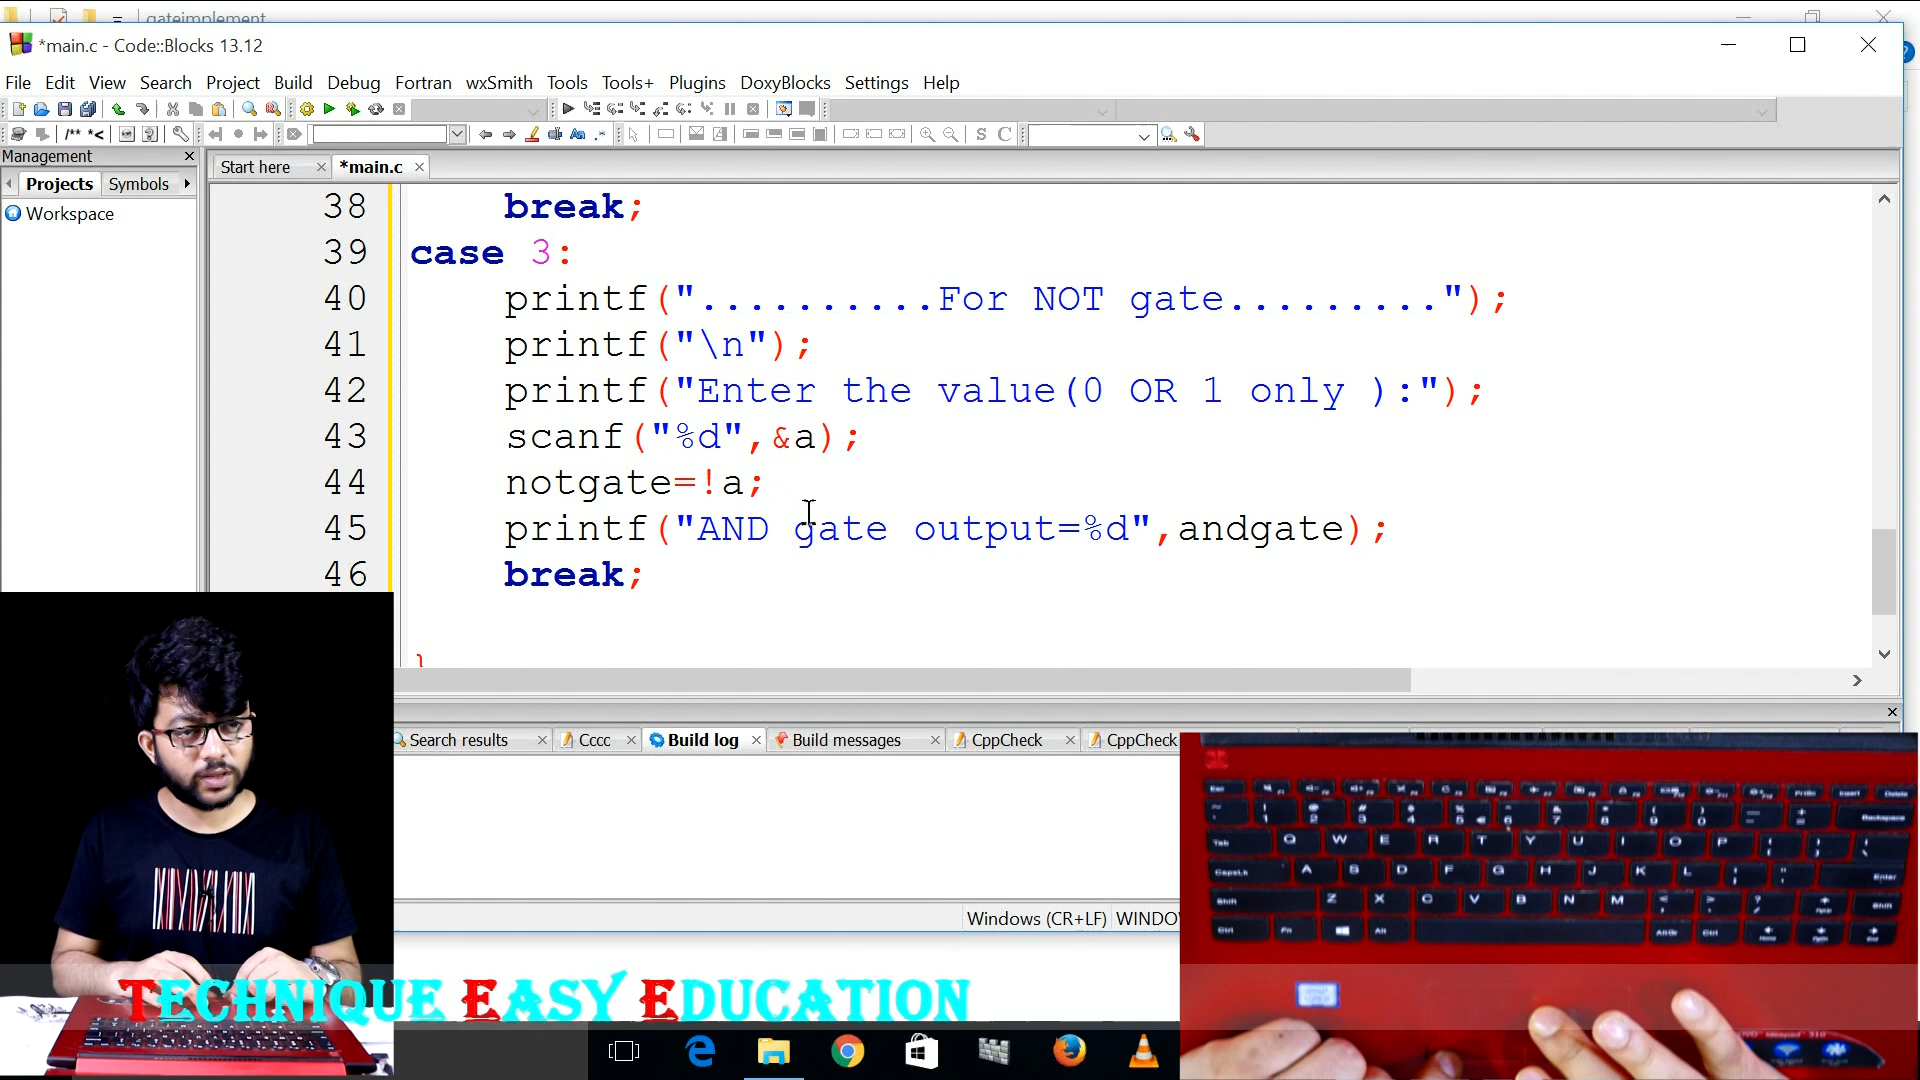 gateimplement
*main.c - Code::Blocks 13.12
File Edit View Search Project Build Debug Fortran wxSmith Tools Tools+ Plugins DoxyBlocks Settings Help
/** *<
S C
Management
Projects Symbols
Workspace
Start here *main.c
38 break;
39 case 3:
40 printf("..........For NOT gate.........");
41 printf("\n");
42 printf("Enter the value(0 OR 1 only ):");
43 scanf("%d",&a);
44 notgate=!a;
45 printf("AND gate output=%d",andgate);
46 break;
}
Search results Cccc Build log Build messages CppCheck CppCheck
Windows (CR+LF) WINDO
TECHNIQUE EASY EDUCATION
Q W E R T Y U I O P
A S D F G H J K L
Z X C V B N M